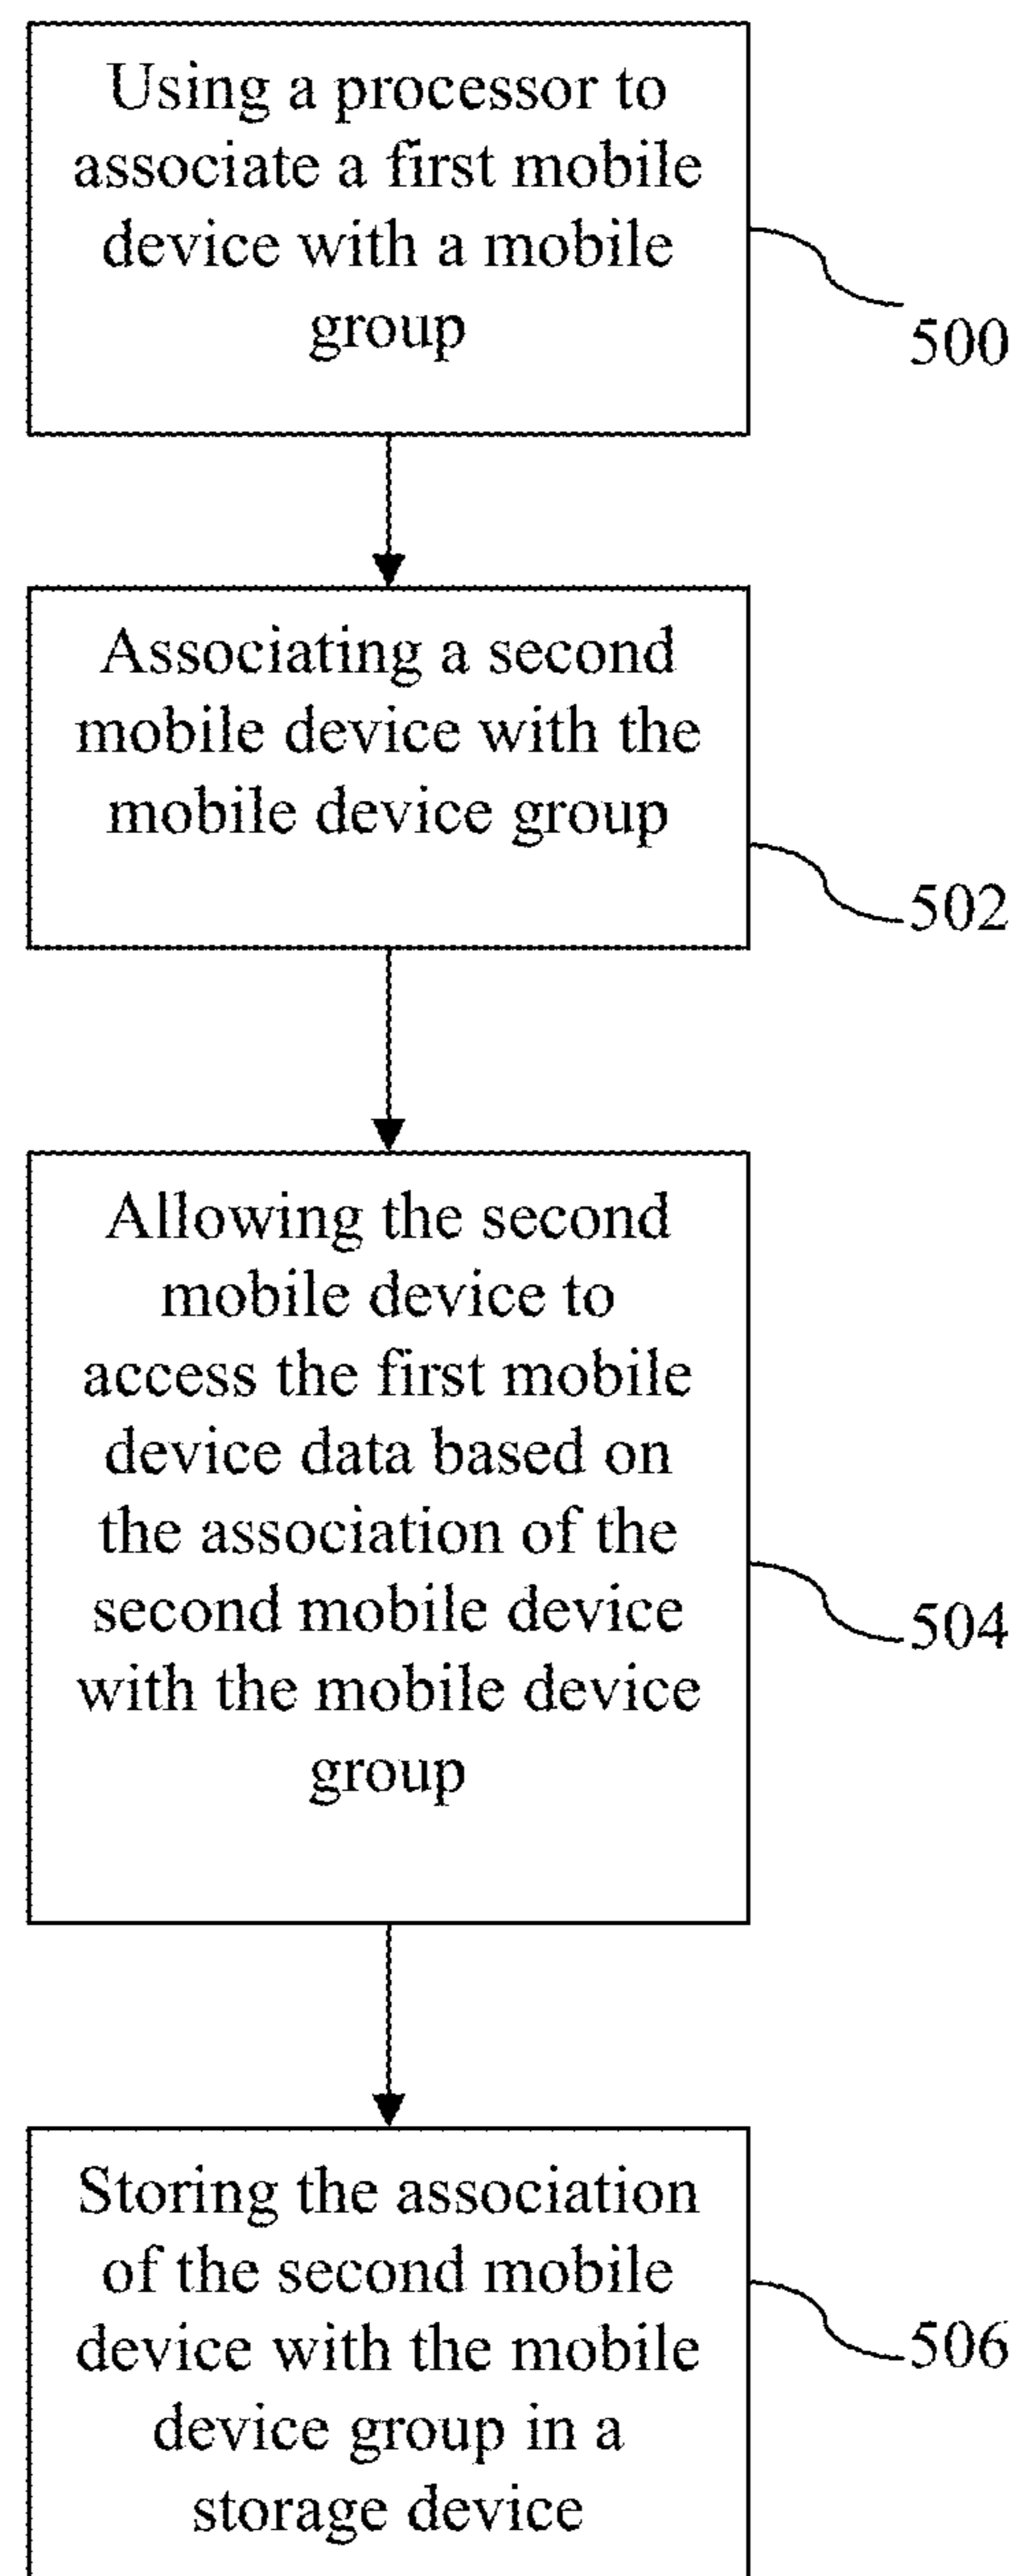 Using a processor to
associate a first mobile
device with a mobile
group
500
Associating a second
mobile device with the
mobile device group
502
Allowing the second
mobile device to
access the first mobile
device data based on
the association of the
second mobile device
with the mobile device
group
504
Storing the association
of the second mobile
device with the mobile
device group in a
storage device
506